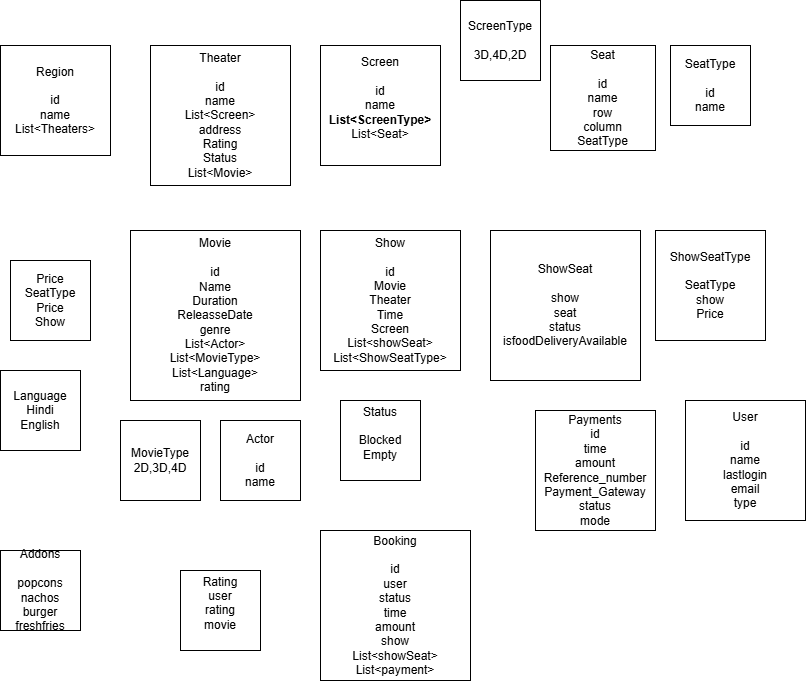 ScreenType
3D,4D,2D
Region
id
name
List<Theaters>
Theater
id
name
List<Screen>
address
Rating
Status
List<Movie>
Screen
id
name
List<ScreenType>
List<Seat>
Seat
id
name
row
column
SeatType
SeatType
id
name
Price
SeatType
Price
Show
Movie
id
Name
Duration
ReleasseDate
genre
List<Actor>
List<MovieType>
List<Language>
rating
Show
id
Movie
Theater
Time
Screen
List<showSeat>
List<ShowSeatType>
ShowSeat
show
seat
status
isfoodDeliveryAvailable
ShowSeatType
SeatType
show
Price
Language
Hindi
English
MovieType
2D,3D,4D
Actor
id
name
Status
Blocked
Empty
Payments
id
time
amount
Reference_number
Payment_Gateway
status
mode
User
id
name
lastlogin
email
type
Addons
popcons
nachos
burger
freshfries
Rating
user
rating
movie
Booking
id
user
status
time
amount
show
List<showSeat>
List<payment>